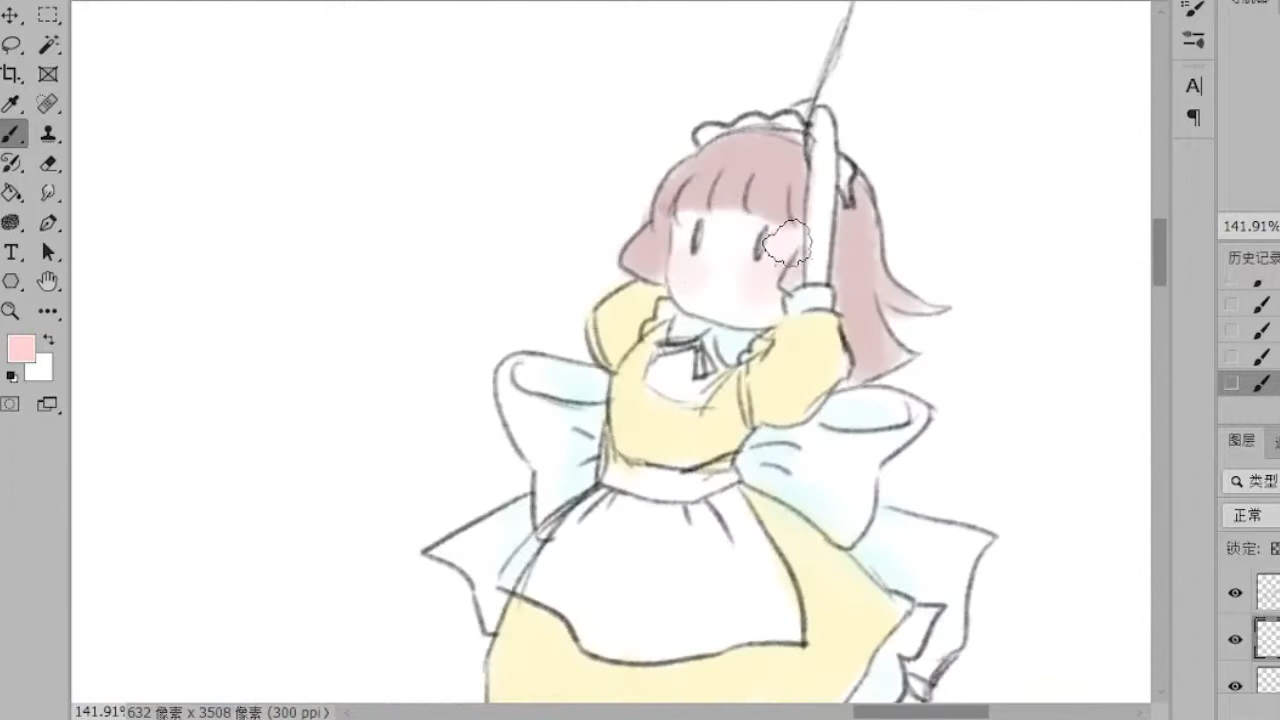 A|
T
141.91%
历史记录
图层
类型
正常
锁定:
141.91% 632 像素 x 3508 像素 (300 ppi)